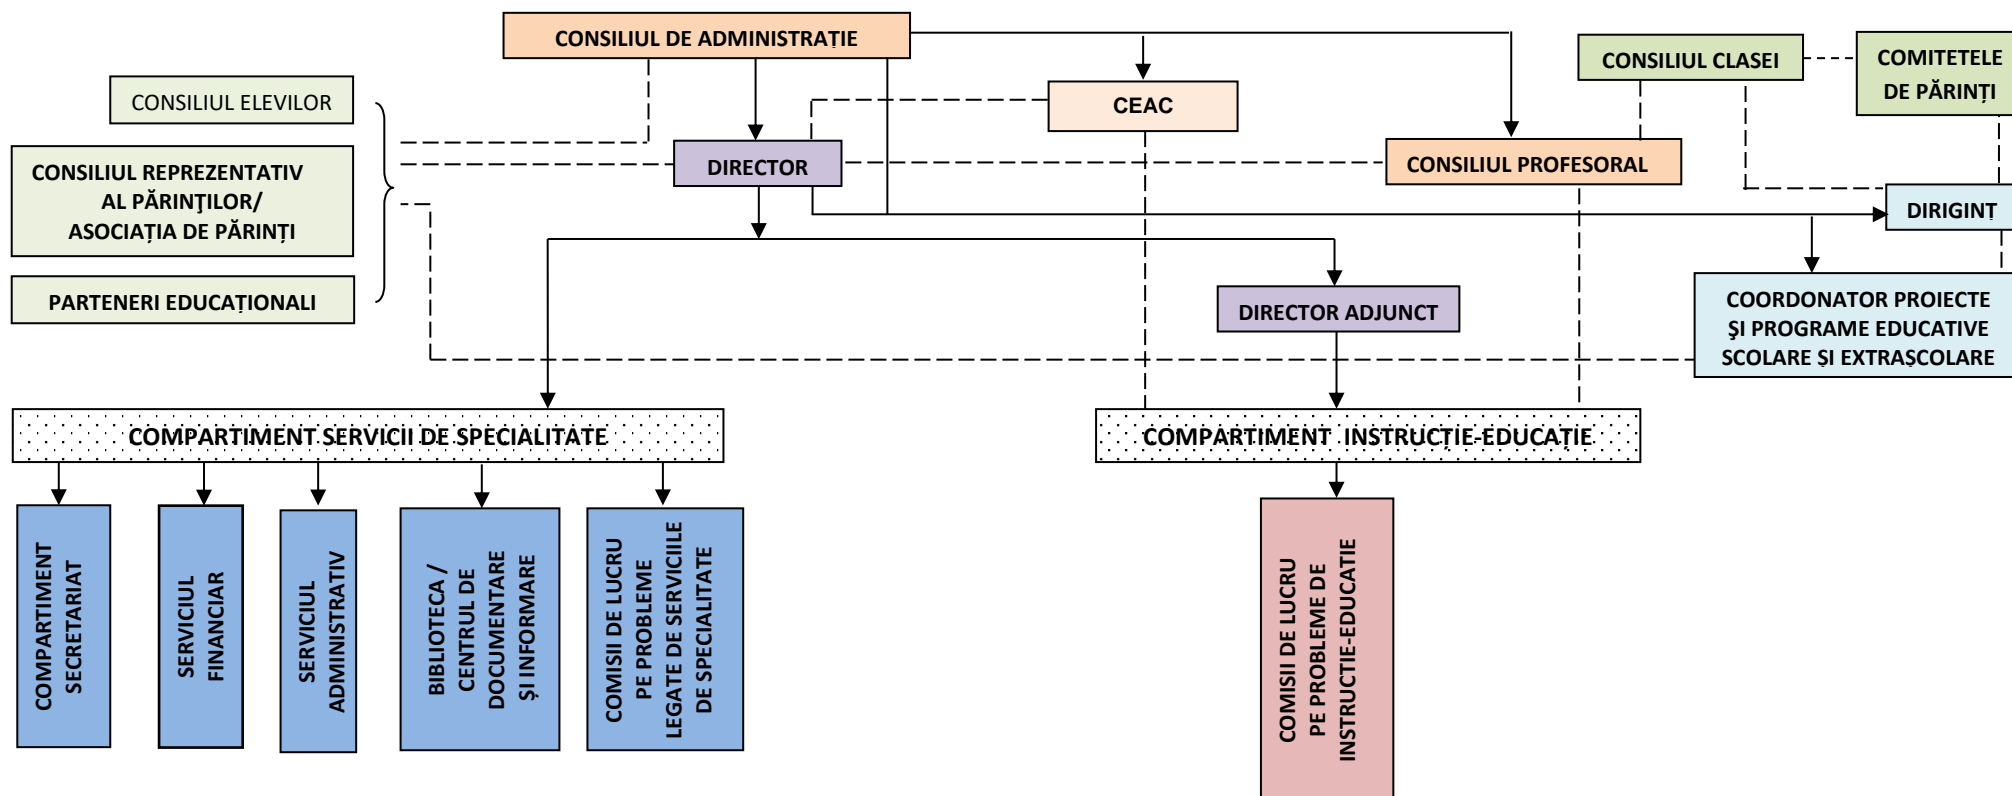 CONSILIUL DE ADMINISTRAȚIE
CONSILIUL CLASEI
COMITETELE
DE PĂRINȚI
CONSILIUL ELEVILOR
CEAC
CONSILIUL REPREZENTATIV
AL PĂRINŢILOR/
ASOCIAȚIA DE PĂRINȚI
DIRECTOR
CONSILIUL PROFESORAL
DIRIGINȚ
PARTENERI EDUCAȚIONALI
DIRECTOR ADJUNCT
COORDONATOR PROIECTE
ŞI PROGRAME EDUCATIVE
SCOLARE ȘI EXTRAȘCOLARE
COMPARTIMENT SERVICII DE SPECIALITATE
COMPARTIMENT INSTRUCȚIE-EDUCAȚIE
COMPARTIMENT
SECRETARIAT
SERVICIUL
FINANCIAR
SERVICIUL
ADMINISTRATIV
BIBLIOTECA /
CENTRUL DE
DOCUMENTARE
ȘI INFORMARE
COMISII DE LUCRU
PE PROBLEME
LEGATE DE SERVICIILE
DE SPECIALITATE
COMISII DE LUCRU
PE PROBLEME DE
INSTRUCTIE-EDUCATIE